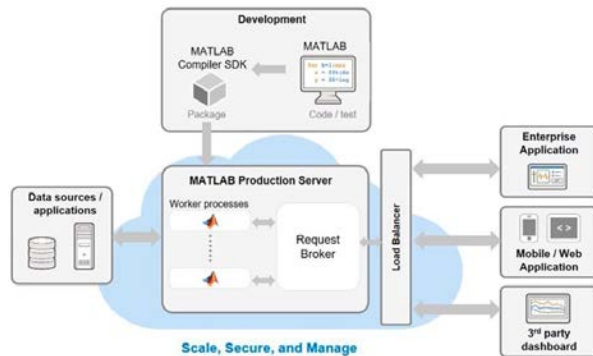 Development
MATLAB
Compiler SDK
MATLAB
Package
Code / test
MATLAB Production Server
Worker processes
Request
Broker
Load Balancer
Data sources /
applications
Enterprise
Application
Mobile / Web
Application
3rd party
dashboard
Scale, Secure, and Manage